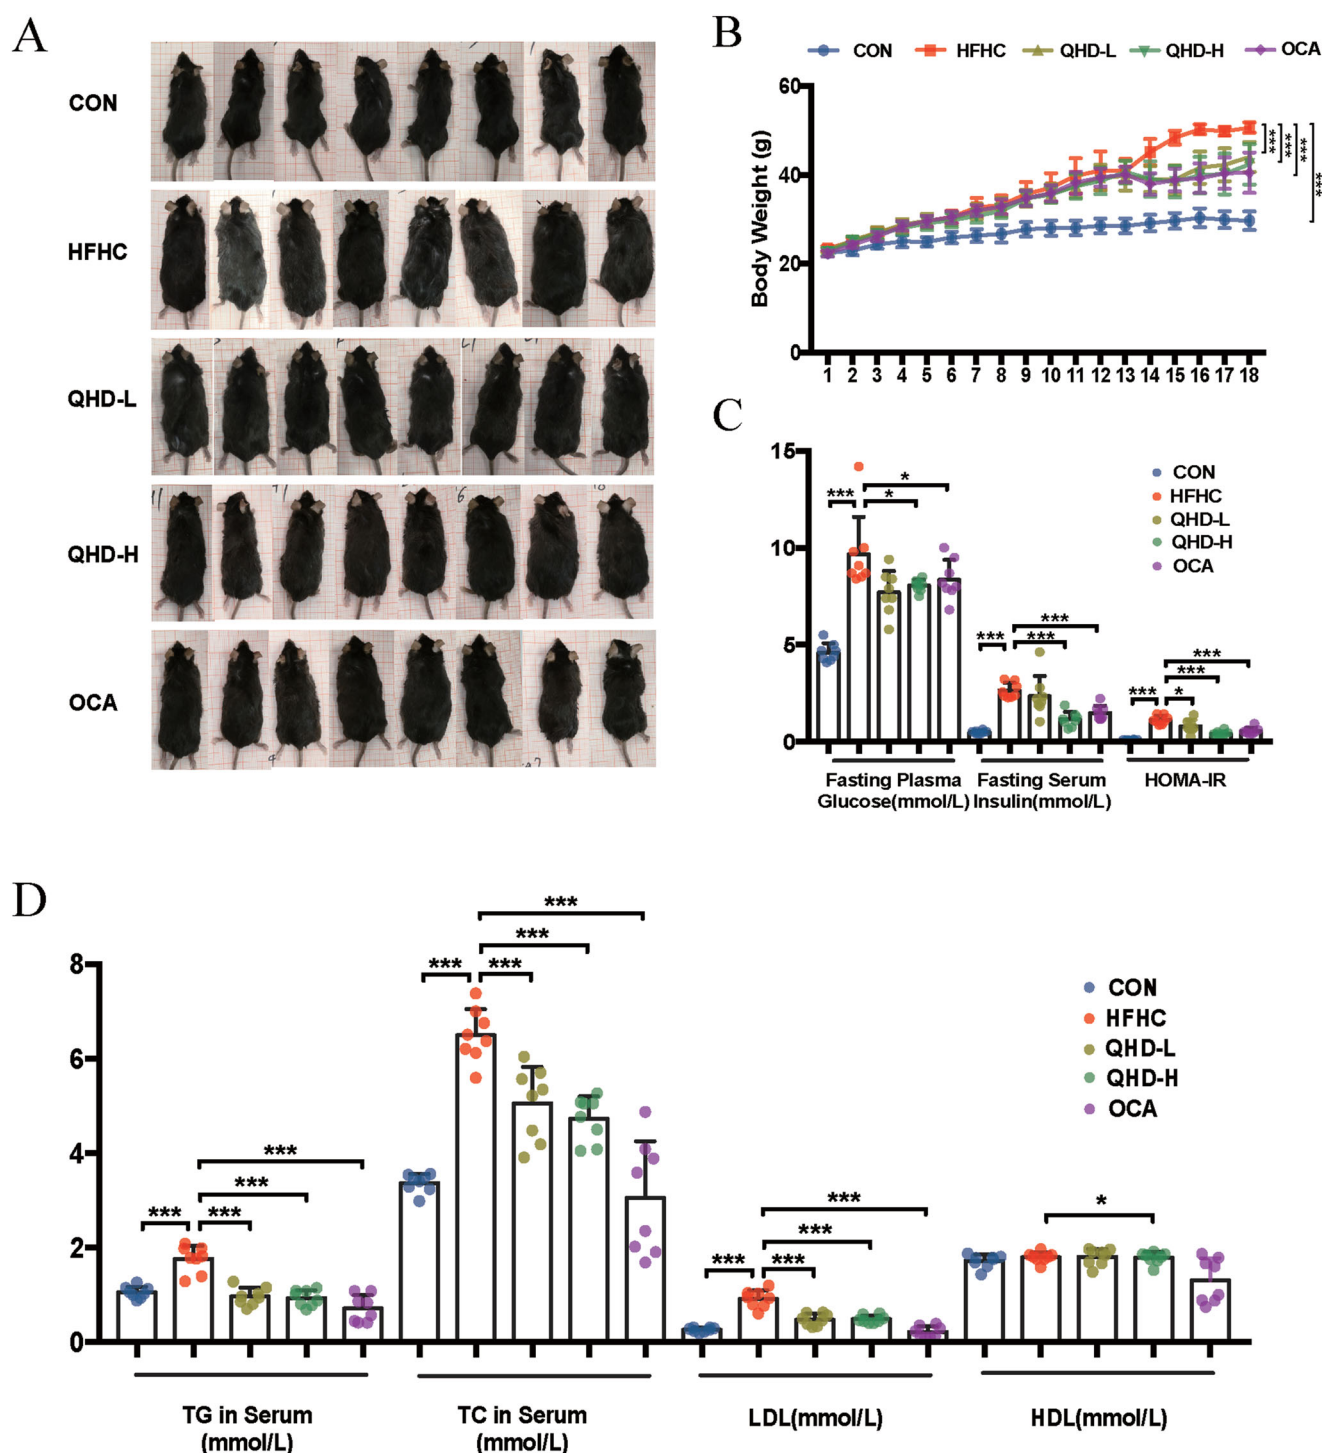 A
CON
HFHC
QHD-L
QHD-H
OCA
B
CON HFHC QHD-L QHD-H OCA
Body Weight (g)
60
40
20
0
1 2 3 4 5 6 7 8 9 10 11 12 13 14 15 16 17 18
***
***
***
***
C
15
10
5
0
CON
HFHC
QHD-L
QHD-H
OCA
*** * *
*** *** ***
*** * *** ***
Fasting Plasma
Glucose(mmol/L)
Fasting Serum
Insulin(mmol/L)
HOMA-IR
D
8
6
4
2
0
CON
HFHC
QHD-L
QHD-H
OCA
*** *** *** ***
*** *** *** ***
*** *** *** ***
*
TG in Serum
(mmol/L)
TC in Serum
(mmol/L)
LDL(mmol/L)
HDL(mmol/L)